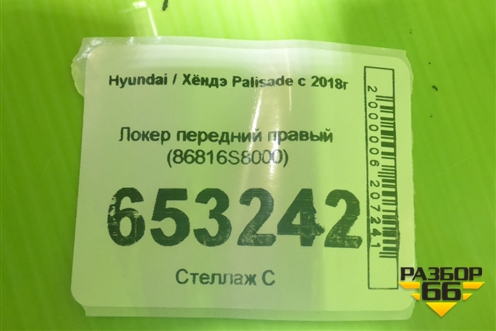 Hyundai / Хёндэ Palisade с 2018г
Локер передний правый
(86816S8000)
653242
Стеллаж С
2000006207241
РАЗБОР
66